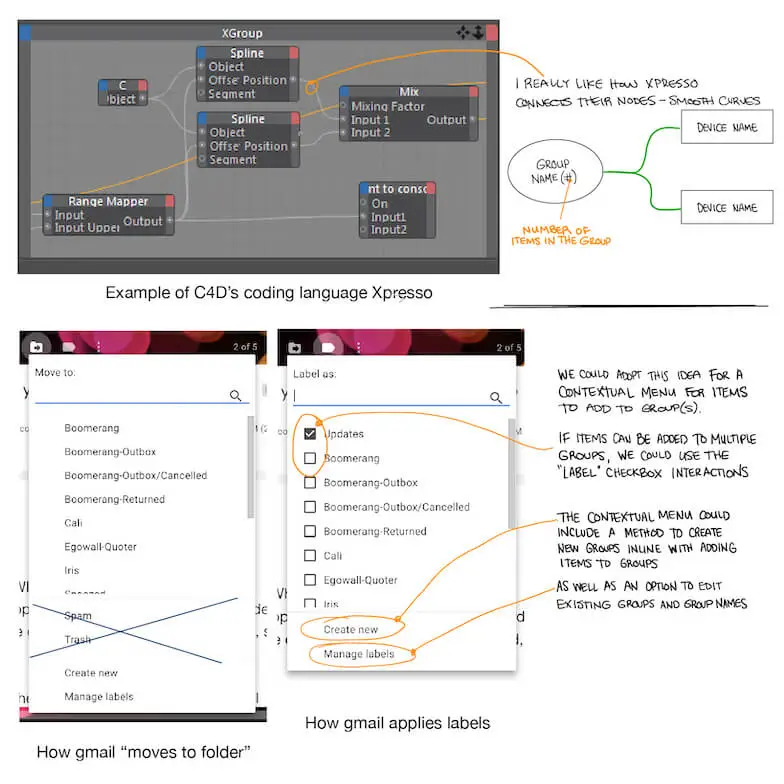 XGroup
Spline
Object
Offset Position
Segment
C
Object
Spline
Object
Offset Position
Segment
Mix
Mixing Factor
Input 1
Output
Input 2
Range Mapper
Input
Output
Input Upper
nt to conso
On
Input1
Input2
Example of C4D's coding language Xpresso
I REALLY LIKE HOW XPRESSO
CONNECTS THEIR NODES - SMOOTH CURVES
GROUP
NAME (#)
DEVICE NAME
DEVICE NAME
NUMBER OF
ITEMS IN THE GROUP
2 of 5
Move to:
Boomerang
Boomerang-Outbox
Boomerang-Outbox/Cancelled
Boomerang-Returned
Cali
Egowall-Quoter
Iris
Snoozed
Spam
Trash
Create new
Manage labels
How gmail "moves to folder"
2 of 5
Label as:
Updates
Boomerang
Boomerang-Outbox
Boomerang-Outbox/Cancelled
Boomerang-Returned
Cali
Egowall-Quoter
Iris
Create new
Manage labels
How gmail applies labels
WE COULD ADOPT THIS IDEA FOR A
CONTEXTUAL MENU FOR ITEMS
TO ADD TO GROUP(S).
IF ITEMS CAN BE ADDED TO MULTIPLE
GROUPS, WE COULD USE THE
"LABEL" CHECKBOX INTERACTIONS
THE CONTEXTUAL MENU COULD
INCLUDE A METHOD TO CREATE
NEW GROUPS INLINE WITH ADDING
ITEMS TO GROUPS
AS WELL AS AN OPTION TO EDIT
EXISTING GROUPS AND GROUP NAMES